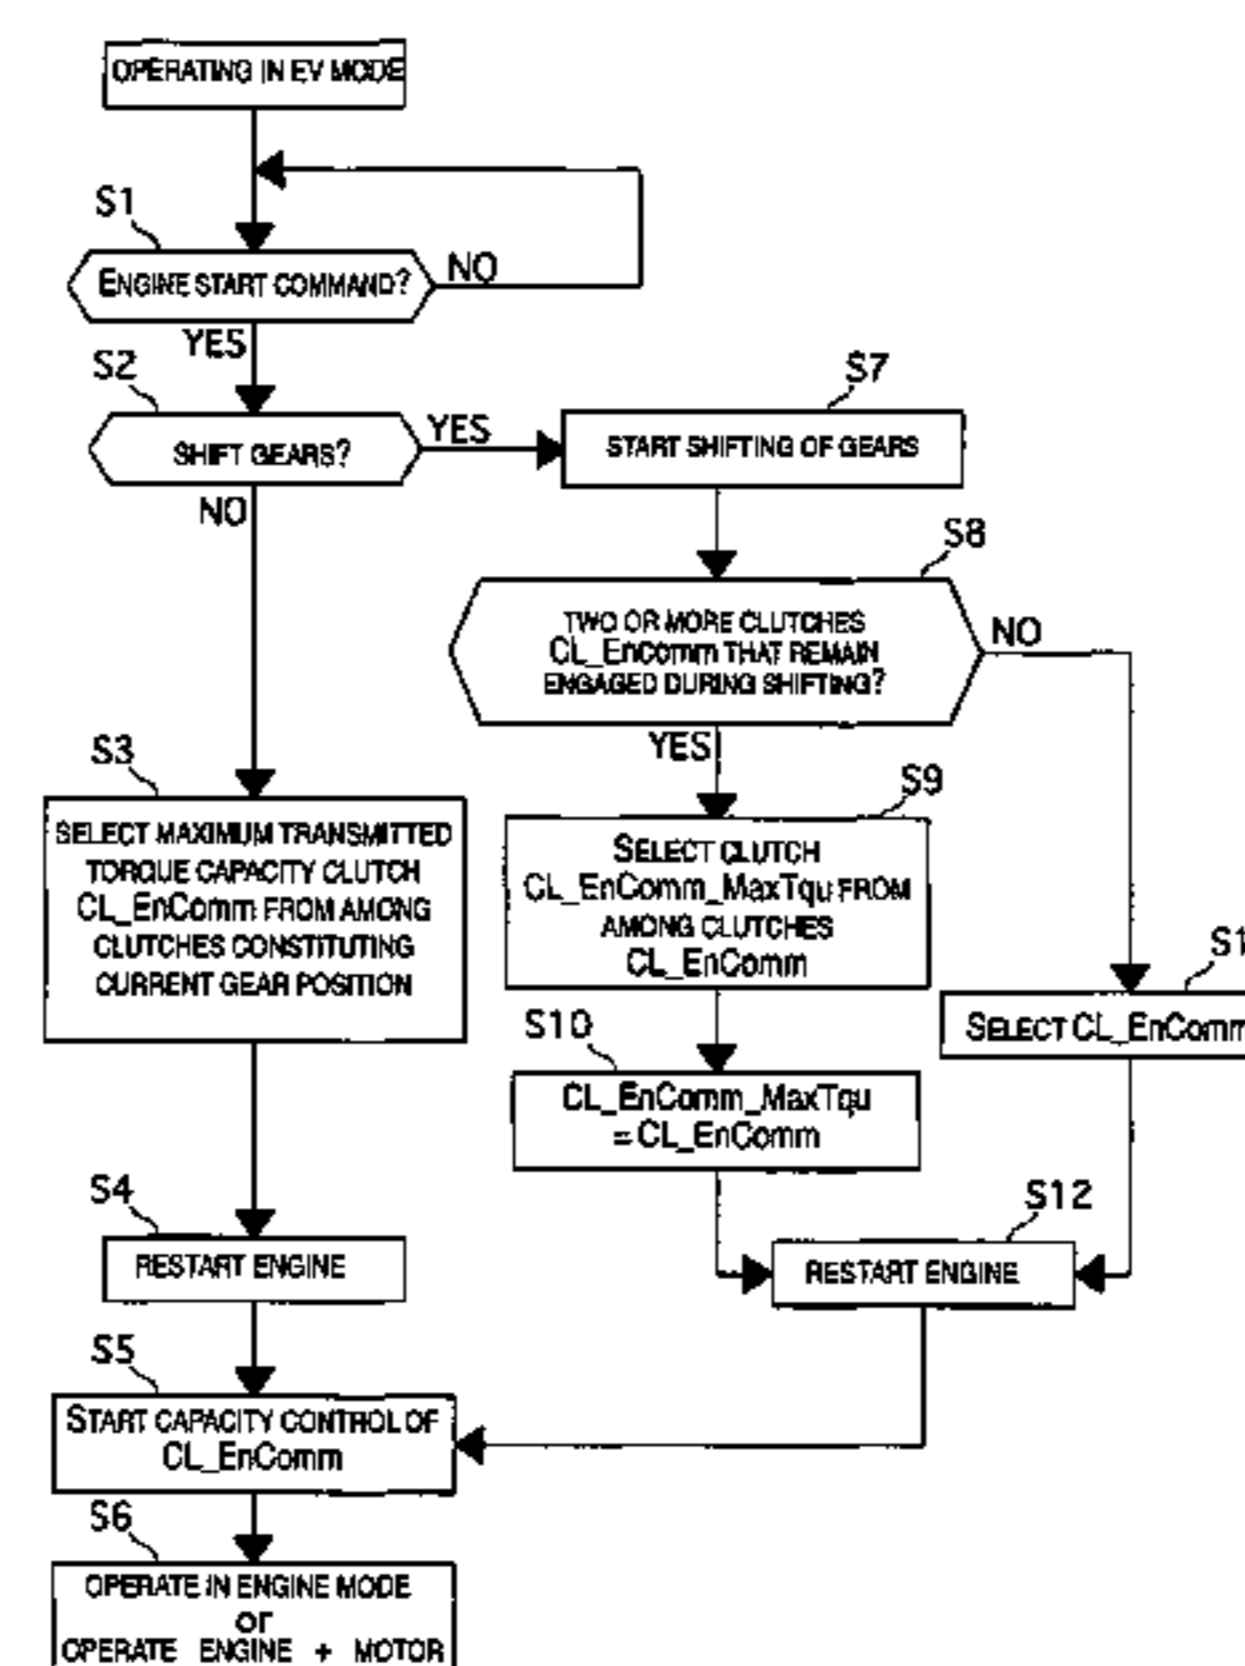 OPERATING IN EV MODE
S1
ENGINE START COMMAND?
NO
YES
S2
SHIFT GEARS?
YES
NO
S7
START SHIFTING OF GEARS
S8
TWO OR MORE CLUTCHES
CL_Encomm THAT REMAIN
ENGAGED DURING SHIFTING?
NO
YES
S3
SELECT MAXIMUM TRANSMITTED
TORQUE CAPACITY CLUTCH
CL_EnComm FROM AMONG
CLUTCHES CONSTITUTING
CURRENT GEAR POSITION
S9
SELECT CLUTCH
CL_EnComm_MaxTqu FROM
AMONG CLUTCHES
CL_EnComm
S1
SELECT CL_EnComm
S10
CL_EnComm_MaxTqu
= CL_EnComm
S4
RESTART ENGINE
S12
RESTART ENGINE
S5
START CAPACITY CONTROL OF
CL_EnComm
S6
OPERATE IN ENGINE MODE
or
OPERATE ENGINE + MOTOR